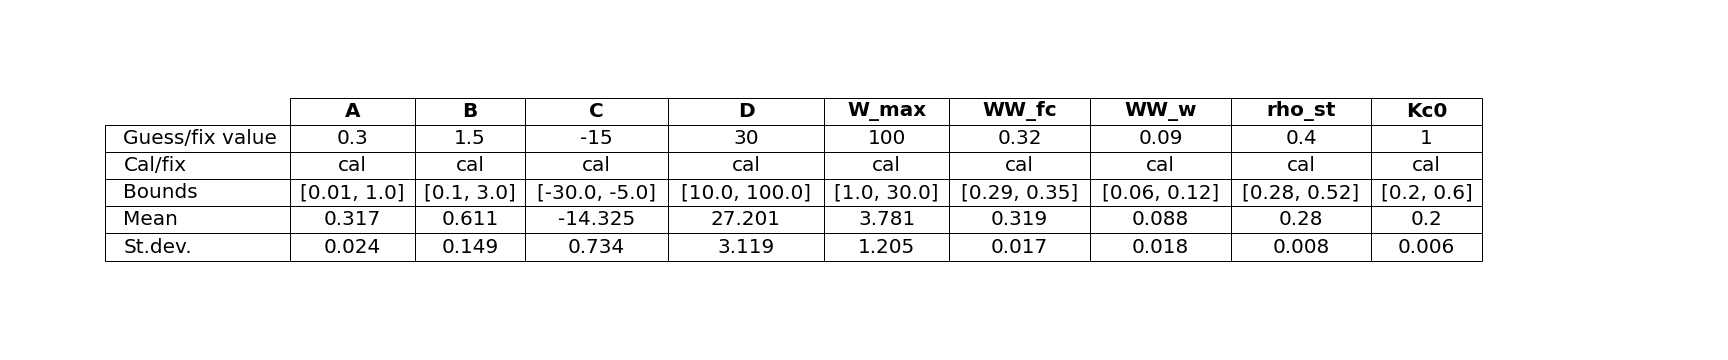 A B C D W_max WW_fc WW_w rho_st Kc0
Guess/fix value 0.3 1.5 -15 30 100 0.32 0.09 0.4 1
Cal/fix cal cal cal cal cal cal cal cal cal
Bounds [0.01, 1.0] [0.1, 3.0] [-30.0, -5.0] [10.0, 100.0] [1.0, 30.0] [0.29, 0.35] [0.06, 0.12] [0.28, 0.52] [0.2, 0.6]
Mean 0.317 0.611 -14.325 27.201 3.781 0.319 0.088 0.28 0.2
St.dev. 0.024 0.149 0.734 3.119 1.205 0.017 0.018 0.008 0.006